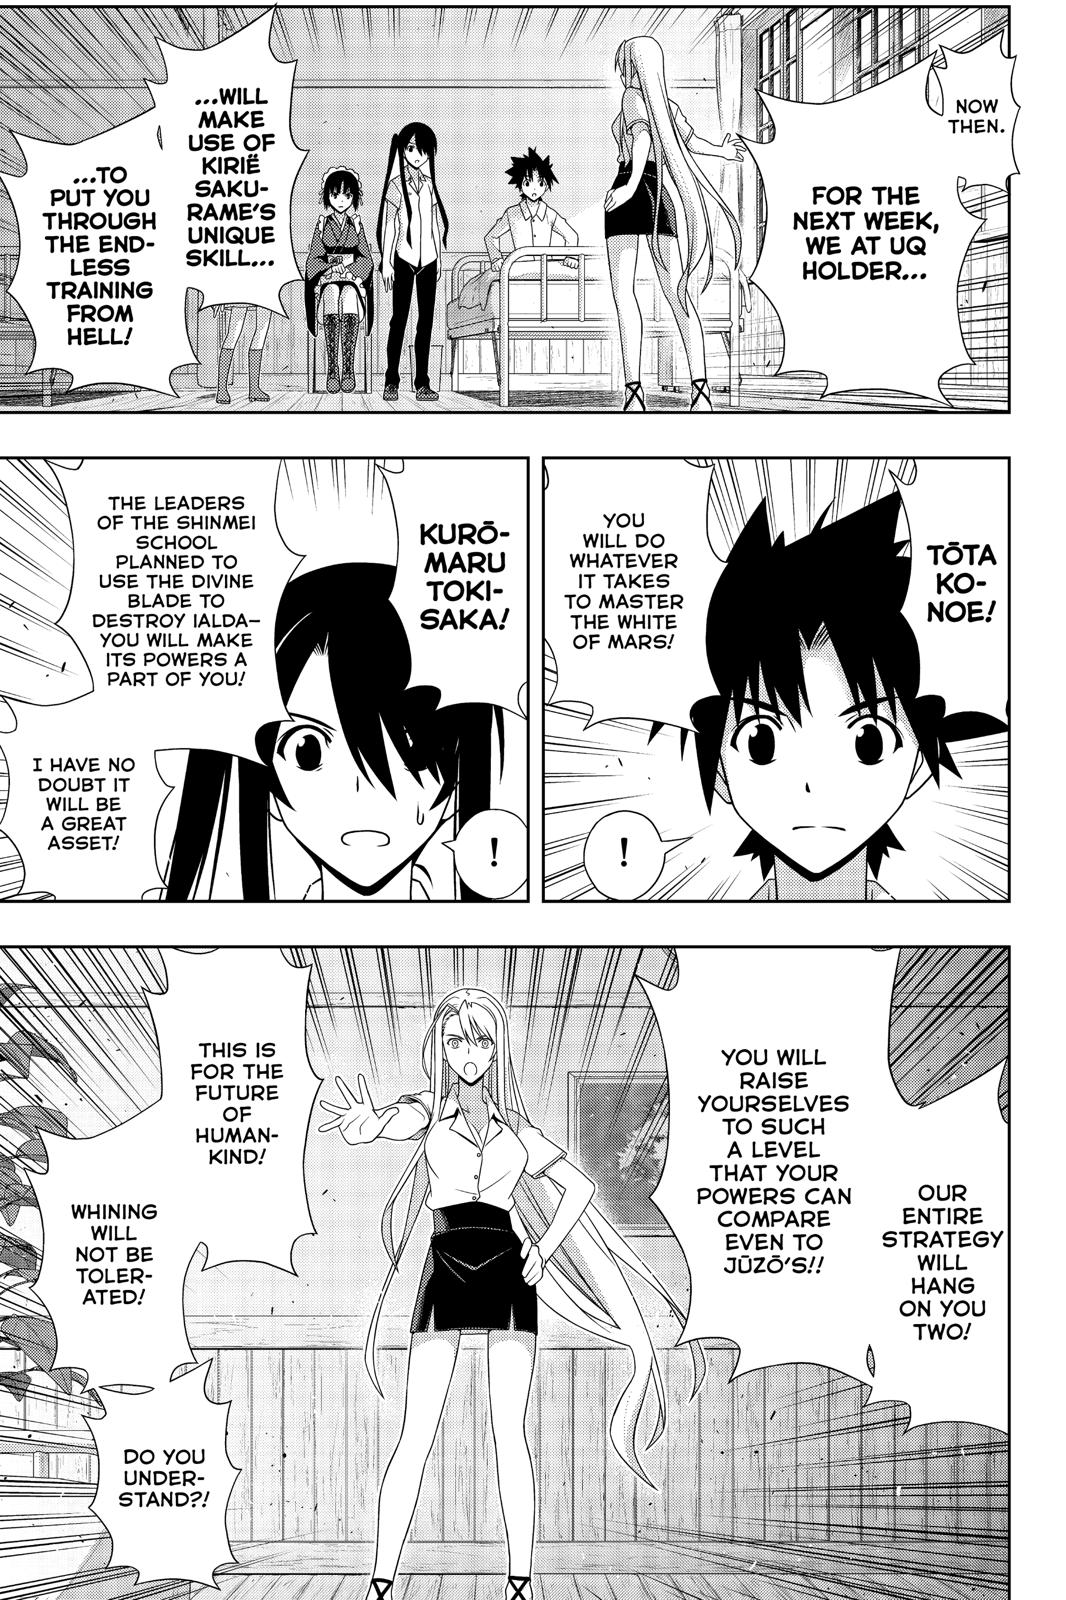 NOW
THEN.
FOR THE
NEXT WEEK,
WE AT UQ
HOLDER...
...WILL
MAKE
USE OF
KIRIË
SAKU-
RAME'S
UNIQUE
SKILL...
...TO
PUT YOU
THROUGH
THE END-
LESS
TRAINING
FROM
HELL!
TŌTA
KO-
NOE!
YOU
WILL DO
WHATEVER
IT TAKES
TO MASTER
THE WHITE
OF MARS!
!
KURŌ-
MARU
TOKI-
SAKA!
THE LEADERS
OF THE SHINMEI
SCHOOL
PLANNED TO
USE THE DIVINE
BLADE TO
DESTROY IALDA—
YOU WILL MAKE
ITS POWERS A
PART OF YOU!
I HAVE NO
DOUBT IT
WILL BE
A GREAT
ASSET!
!
OUR
ENTIRE
STRATEGY
WILL
HANG
ON YOU
TWO!
YOU WILL
RAISE
YOURSELVES
TO SUCH
A LEVEL
THAT YOUR
POWERS CAN
COMPARE
EVEN TO
JŪZŌ'S!!
THIS IS
FOR THE
FUTURE
OF
HUMAN-
KIND!
WHINING
WILL
NOT BE
TOLER-
ATED!
DO YOU
UNDER-
STAND?!